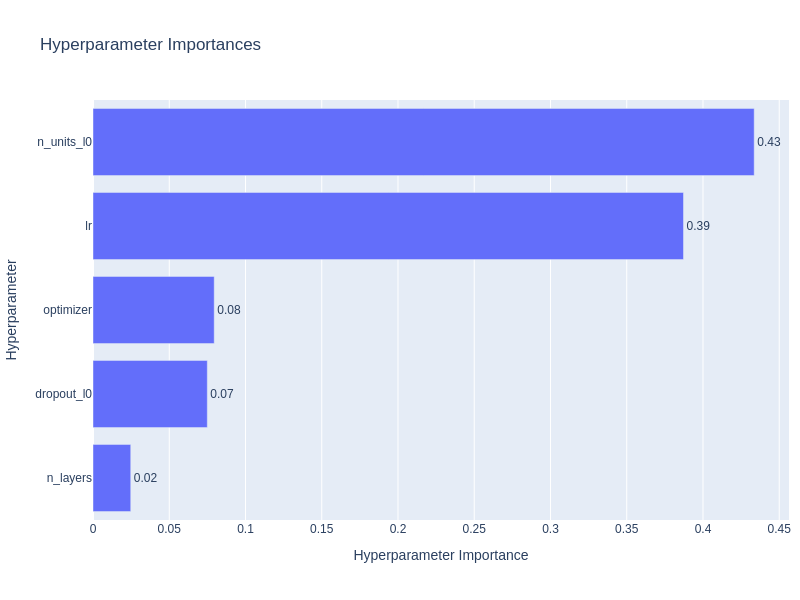 Hyperparameter Importances
Hyperparameter
n_units_l0 0.43
lr 0.39
optimizer 0.08
dropout_l0 0.07
n_layers 0.02
0 0.05 0.1 0.15 0.2 0.25 0.3 0.35 0.4 0.45
Hyperparameter Importance